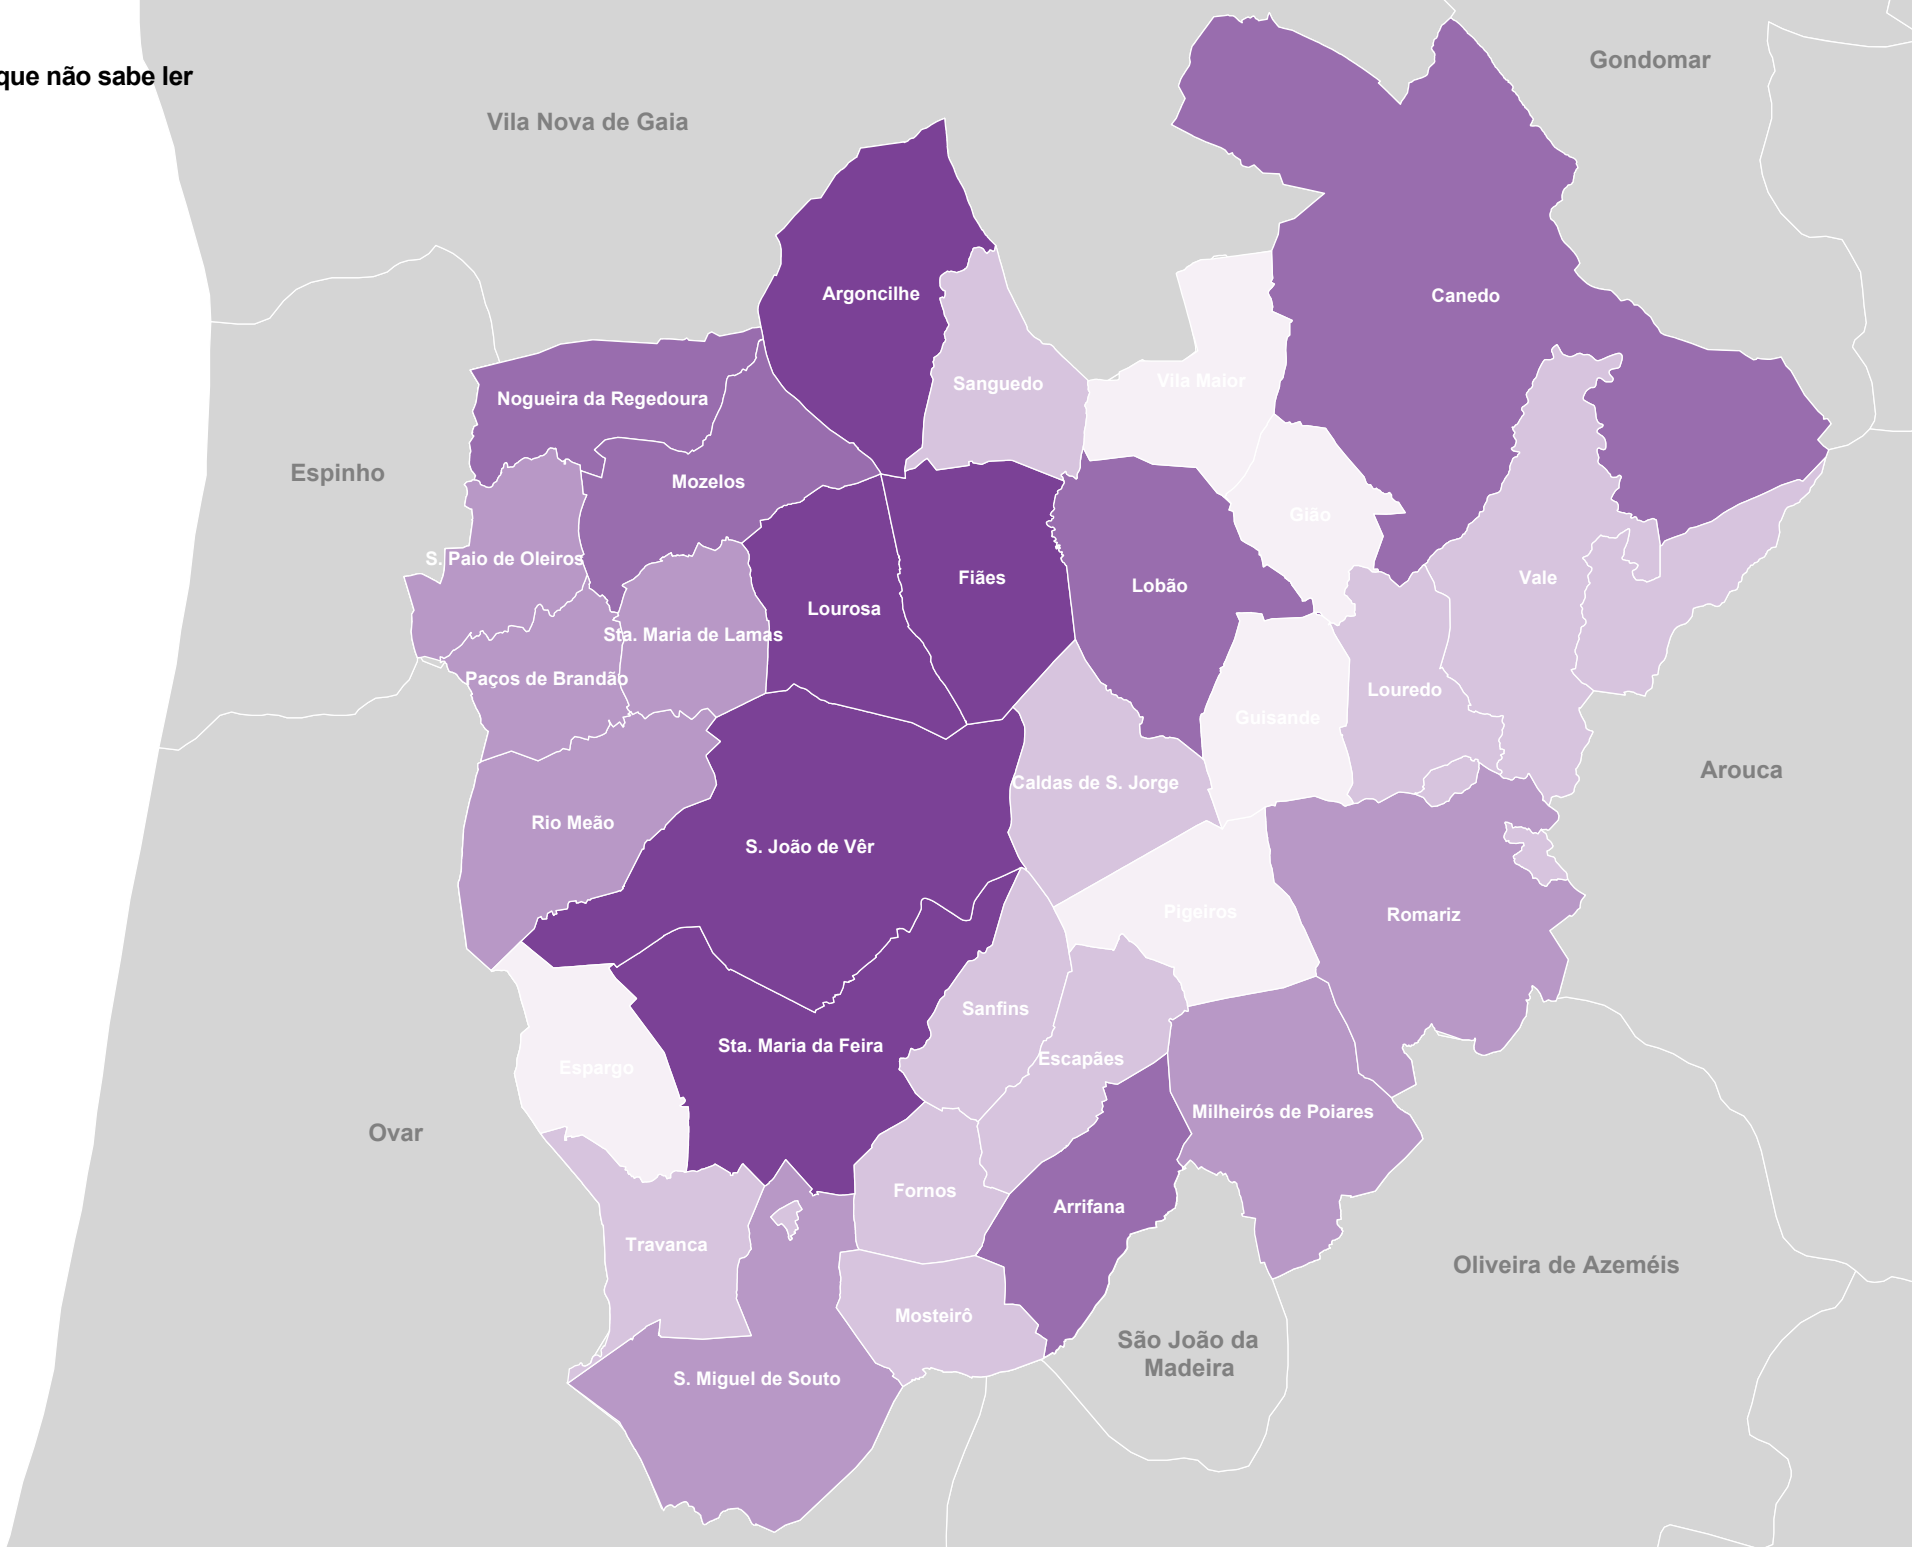 Gondomar
que não sabe ler
Vila Nova de Gaia
Argoncilhe
Canedo
Sanguedo
Vila Maior
Nogueira da Regedoura
Espinho
Mozelos
Gião
S. Paio de Oleiros
Fiães
Lobão
Vale
Lourosa
Sta. Maria de Lamas
Paços de Brandão
Louredo
Guisande
Arouca
Caldas de S. Jorge
Rio Meão
S. João de Vêr
Pigeiros
Romariz
Sanfins
Sta. Maria da Feira
Escapães
Espargo
Milheirós de Poiares
Ovar
Fornos
Arrifana
Travanca
Oliveira de Azeméis
Mosteirô
São João da
Madeira
S. Miguel de Souto